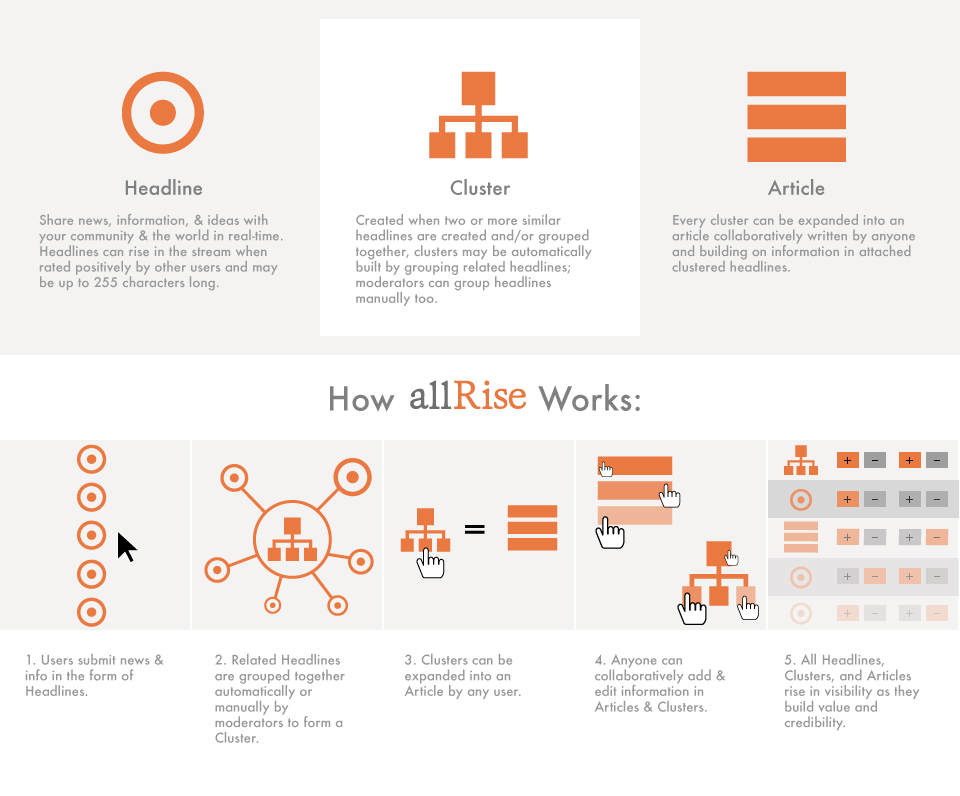 Headline
Share news, information, & ideas with
your community & the world in real-time.
Headlines can rise in the stream when
rated positively by other users and may
be up to 255 characters long.
Cluster
Created when two or more similar
headlines are created and/or grouped
together, clusters may be automatically
built by grouping related headlines;
moderators can group headlines
manually too.
Article
Every cluster can be expanded into an
article collaboratively written by anyone
and building on information in attached
clustered headlines.
How allRise Works:
=
+ − + −
+ − + −
+ − + −
+ − + −
+ − + −
1. Users submit news &
info in the form of
Headlines.
2. Related Headlines
are grouped together
automatically or
manually by
moderators to form a
Cluster.
3. Clusters can be
expanded into an
Article by any user.
4. Anyone can
collaboratively add &
edit information in
Articles & Clusters.
5. All Headlines,
Clusters, and Articles
rise in visibility as they
build value and
credibility.